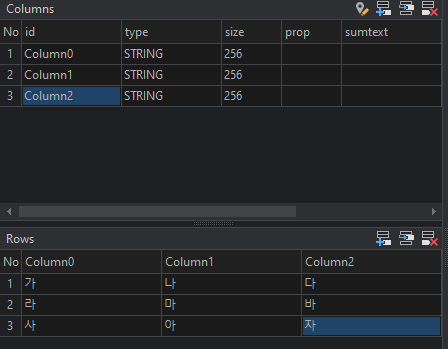 Columns
No id type size prop sumtext
1 Column0 STRING 256
2 Column1 STRING 256
3 Column2 STRING 256
Rows
No Column0 Column1 Column2
1 가 나 다
2 라 마 바
3 사 아 자